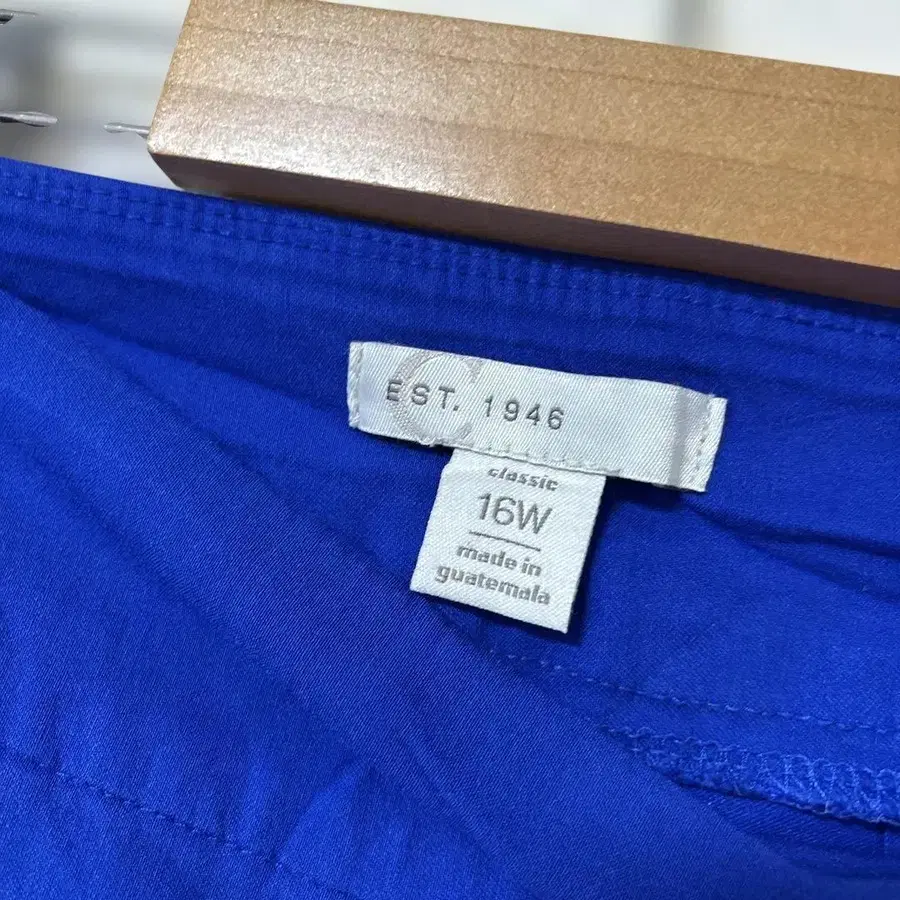 EST. 1946
classic
16W
made in
guatemala